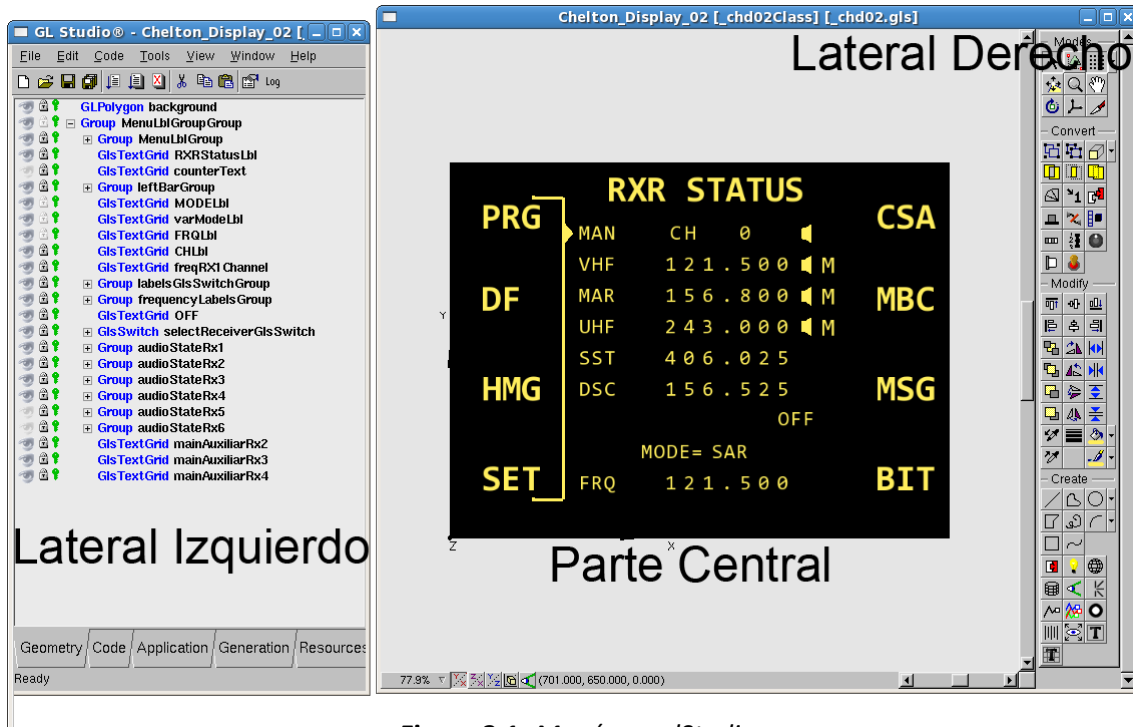 GL Studio® - Chelton_Display_02 [
File Edit Code Tools View Window Help
Log
GLPolygon background
Group MenuLblGroupGroup
Group MenuLblGroup
GlsTextGrid RXRStatusLbl
GlsTextGrid counterText
Group leftBarGroup
GlsTextGrid MODELbl
GlsTextGrid varModeLbl
GlsTextGrid FRQLbl
GlsTextGrid CHLbl
GlsTextGrid freqRX1Channel
Group labelsGlsSwitchGroup
Group frequencyLabelsGroup
GlsTextGrid OFF
GlsSwitch selectReceiverGlsSwitch
Group audioStateRx1
Group audioStateRx2
Group audioStateRx3
Group audioStateRx4
Group audioStateRx5
Group audioStateRx6
GlsTextGrid mainAuxiliarRx2
GlsTextGrid mainAuxiliarRx3
GlsTextGrid mainAuxiliarRx4
Lateral Izquierdo
Geometry Code Application Generation Resources
Ready
Chelton_Display_02 [_chd02Class] [_chd02.gls]
Lateral Derecho
RXR STATUS
PRG
CSA
MAN CH 0
VHF 121.500 M
DF
MAR 156.800 M
MBC
UHF 243.000 M
SST 406.025
HMG
DSC 156.525
MSG
OFF
MODE= SAR
SET
FRQ 121.500
BIT
Y
Z
X
Parte Central
77.9%
(701.000, 650.000, 0.000)
Modes
Convert
Modify
Create